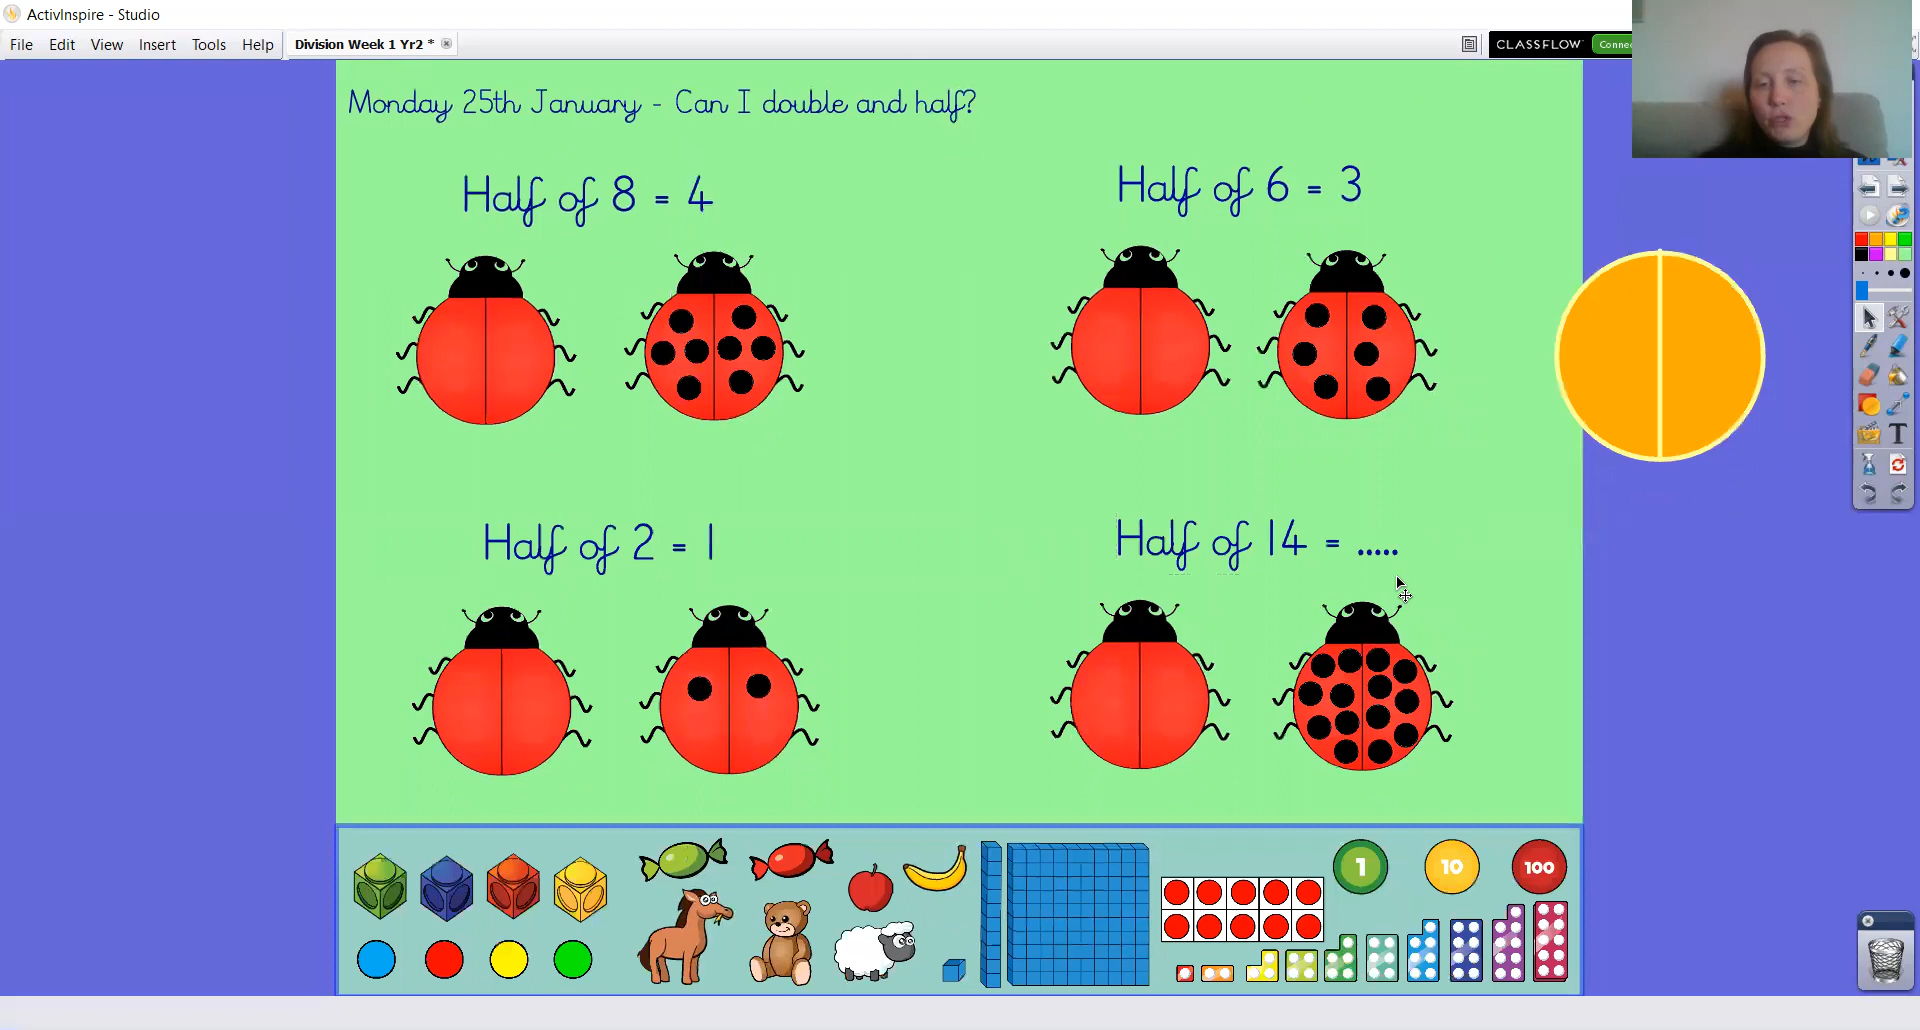 ActivInspire - Studio
File Edit View Insert Tools Help
Division Week 1 Yr2 *
CLASSFLOW
Monday 25th January - Can I double and half?
Half of 8 = 4
Half of 6 = 3
Half of 2 = 1
Half of 14 = .....
1
10
100
T